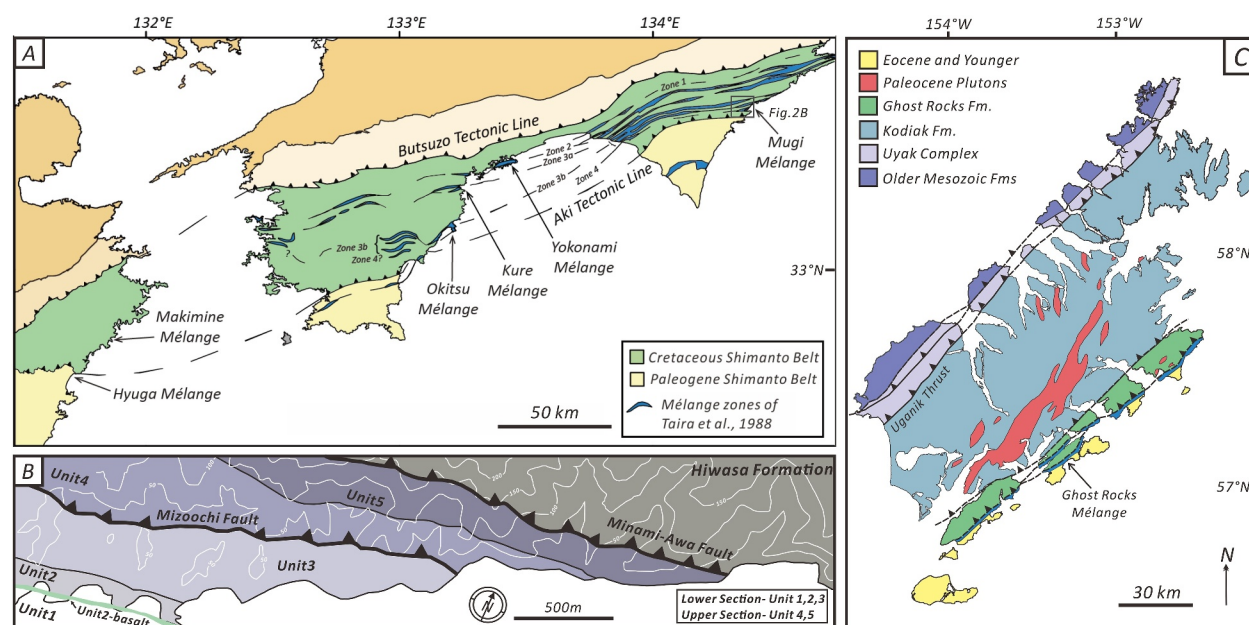 132°E
133°E
134°E
A
Zone 1
Fig.2B
Butsuzo Tectonic Line
Mugi
Mélange
Zone 2
Zone 3a
Zone 3b
Zone 4
Aki Tectonic Line
Zone 3b
Zone 4?
?
Yokonami
Mélange
Kure
Mélange
Okitsu
Mélange
33°N
Makimine
Mélange
Hyuga Mélange
Cretaceous Shimanto Belt
Paleogene Shimanto Belt
Mélange zones of
Taira et al., 1988
50 km
B
Unit4
Hiwasa Formation
Unit5
Mizoochi Fault
Minami-Awa Fault
Unit3
Unit2
Unit1
Unit2-basalt
100
50
150
100
150
N
500m
Lower Section- Unit 1,2,3
Upper Section- Unit 4,5
154°W
153°W
C
Eocene and Younger
Paleocene Plutons
Ghost Rocks Fm.
Kodiak Fm.
Uyak Complex
Older Mesozoic Fms
58°N
Uganik Thrust
57°N
Ghost Rocks
Mélange
N
30 km